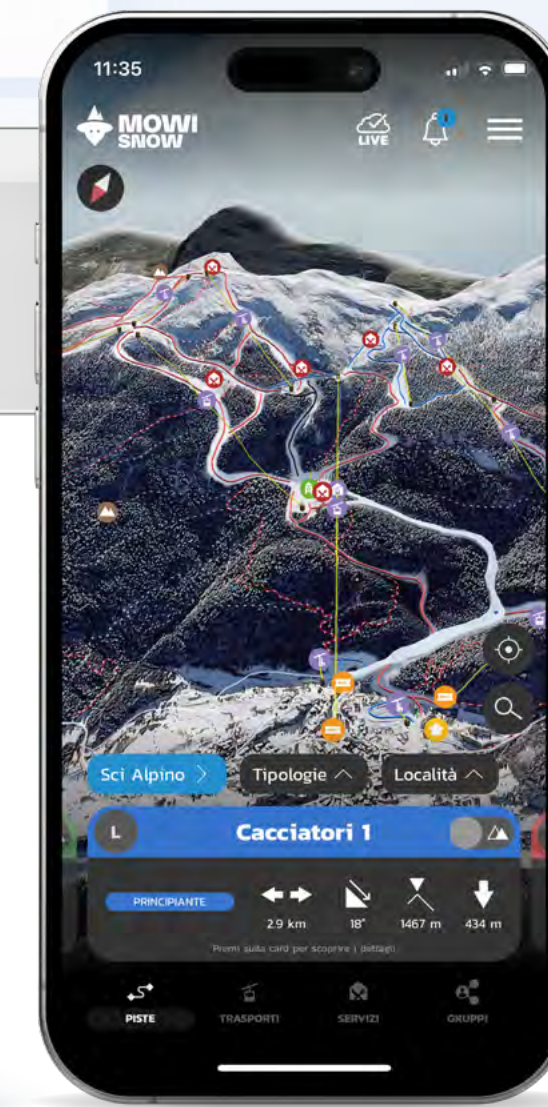 11:35
MOWI
SNOW
LIVE
Sci Alpino
Tipologie
Località
L
Cacciatori 1
PRINCIPIANTE
2.9 km
18°
1467 m
434 m
Premi sulla card per scoprire i dettagli
PISTE
TRASPORTI
SERVIZI
GRUPPI